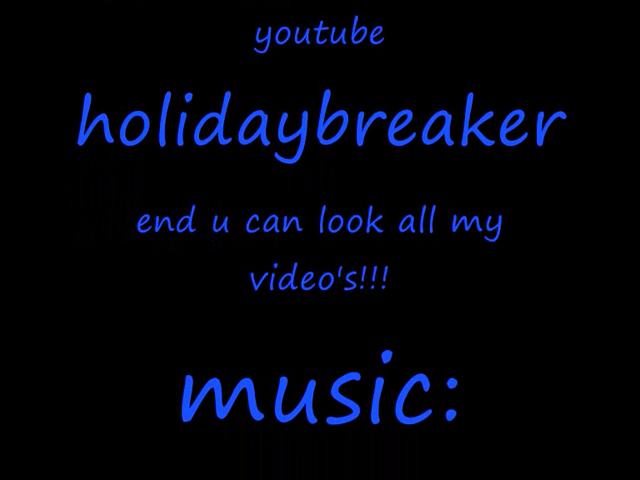 youtube
holidaybreaker
end u can look all my
video's!!!
music: